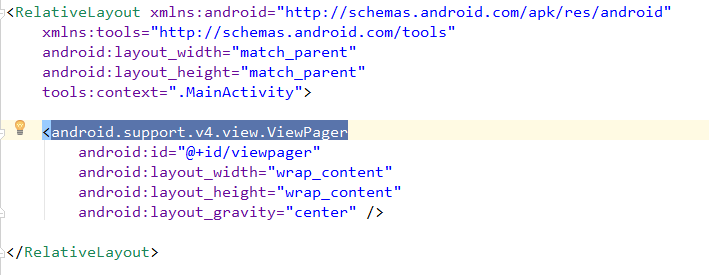 <RelativeLayout xmlns:android="http://schemas.android.com/apk/res/android"
    xmlns:tools="http://schemas.android.com/tools"
    android:layout_width="match_parent"
    android:layout_height="match_parent"
    tools:context=".MainActivity">

    <android.support.v4.view.ViewPager
        android:id="@+id/viewpager"
        android:layout_width="wrap_content"
        android:layout_height="wrap_content"
        android:layout_gravity="center" />

</RelativeLayout>